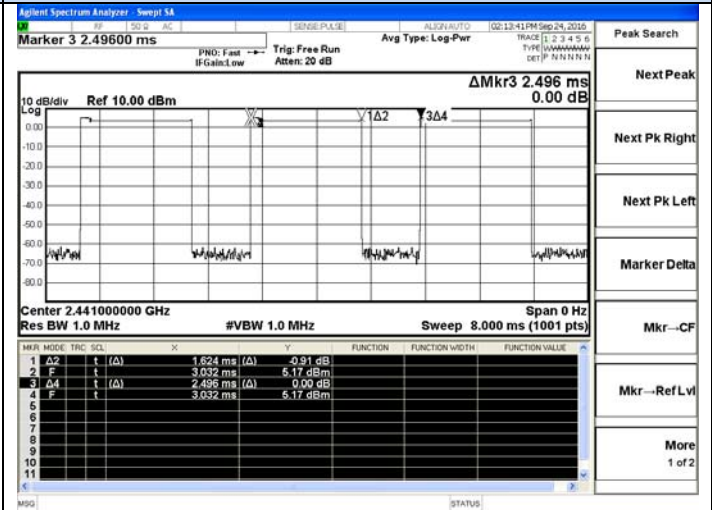 Agilent Spectrum Analyzer - Swept SA
RF 50 Ω AC SENSE:PULSE ALIGN AUTO 02:13:41 PM Sep 24, 2016
Marker 3 2.49600 ms
PNO: Fast
IFGain:Low
Trig: Free Run
Atten: 20 dB
Avg Type: Log-Pwr
TRACE 1 2 3 4 5 6
TYPE WWWWWW
DET P N N N N N
Peak Search
Next Peak
Next Pk Right
Next Pk Left
Marker Delta
Mkr→CF
Mkr→Ref Lvl
More
1 of 2
ΔMkr3 2.496 ms
0.00 dB
10 dB/div Ref 10.00 dBm
Log
1Δ2 3Δ4
0.00
-10.0
-20.0
-30.0
-40.0
-50.0
-60.0
-70.0
-80.0
Center 2.441000000 GHz Span 0 Hz
Res BW 1.0 MHz #VBW 1.0 MHz Sweep 8.000 ms (1001 pts)
MKR MODE TRC SCL X Y FUNCTION FUNCTION WIDTH FUNCTION VALUE
1 Δ2 t (Δ) 1.624 ms (Δ) -0.91 dB
2 F t 3.032 ms 5.17 dBm
3 Δ4 t (Δ) 2.496 ms (Δ) 0.00 dB
4 F t 3.032 ms 5.17 dBm
5
6
7
8
9
10
11
MSG STATUS